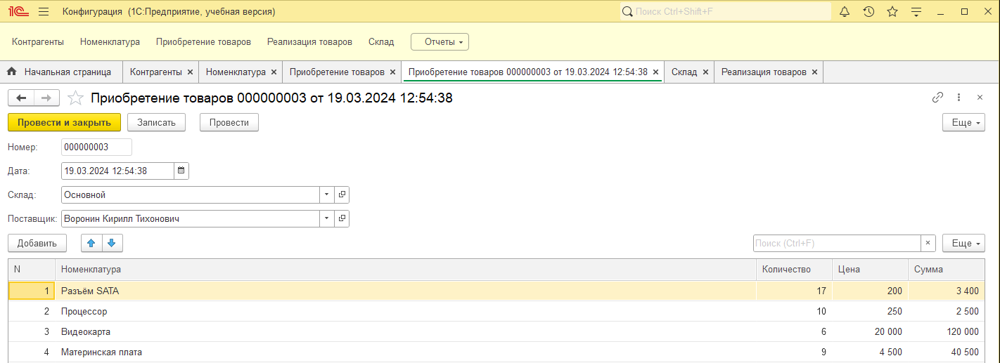 1С Конфигурация (1С:Предприятие, учебная версия) Поиск Ctrl+Shift+F
Контрагенты Номенклатура Приобретение товаров Реализация товаров Склад Отчеты
Начальная страница Контрагенты Номенклатура Приобретение товаров Приобретение товаров 000000003 от 19.03.2024 12:54:38 Склад Реализация товаров
Приобретение товаров 000000003 от 19.03.2024 12:54:38
Провести и закрыть Записать Провести Еще
Номер: 000000003
Дата: 19.03.2024 12:54:38
Склад: Основной
Поставщик: Воронин Кирилл Тихонович
Добавить Поиск (Ctrl+F) Еще
N Номенклатура Количество Цена Сумма
1 Разъём SATA 17 200 3 400
2 Процессор 10 250 2 500
3 Видеокарта 6 20 000 120 000
4 Материнская плата 9 4 500 40 500